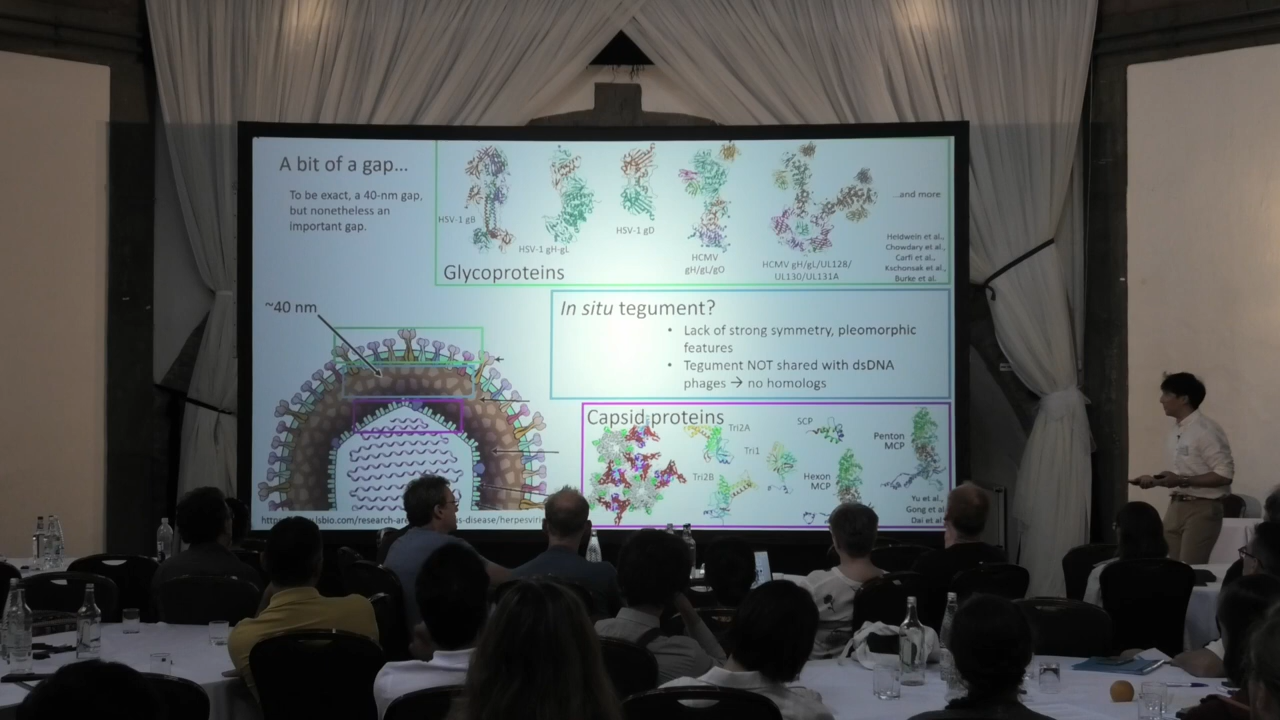 A bit of a gap...
To be exact, a 40-nm gap,
but nonetheless an
important gap.
HSV-1 gB
HSV-1 gH-gL
HSV-1 gD
HCMV
gH/gL/gO
HCMV gH/gL/UL128/
UL130/UL131A
...and more
Heldwein et al.,
Chowdary et al.,
Carfi et al.,
Kschonsak et al.,
Burke et al.
Glycoproteins
~40 nm
In situ tegument?
• Lack of strong symmetry, pleomorphic
features
• Tegument NOT shared with dsDNA
phages → no homologs
Capsid proteins
Tri2A
Tri1
Tri2B
SCP
Hexon
MCP
Penton
MCP
Yu et al.,
Gong et al
Dai et al